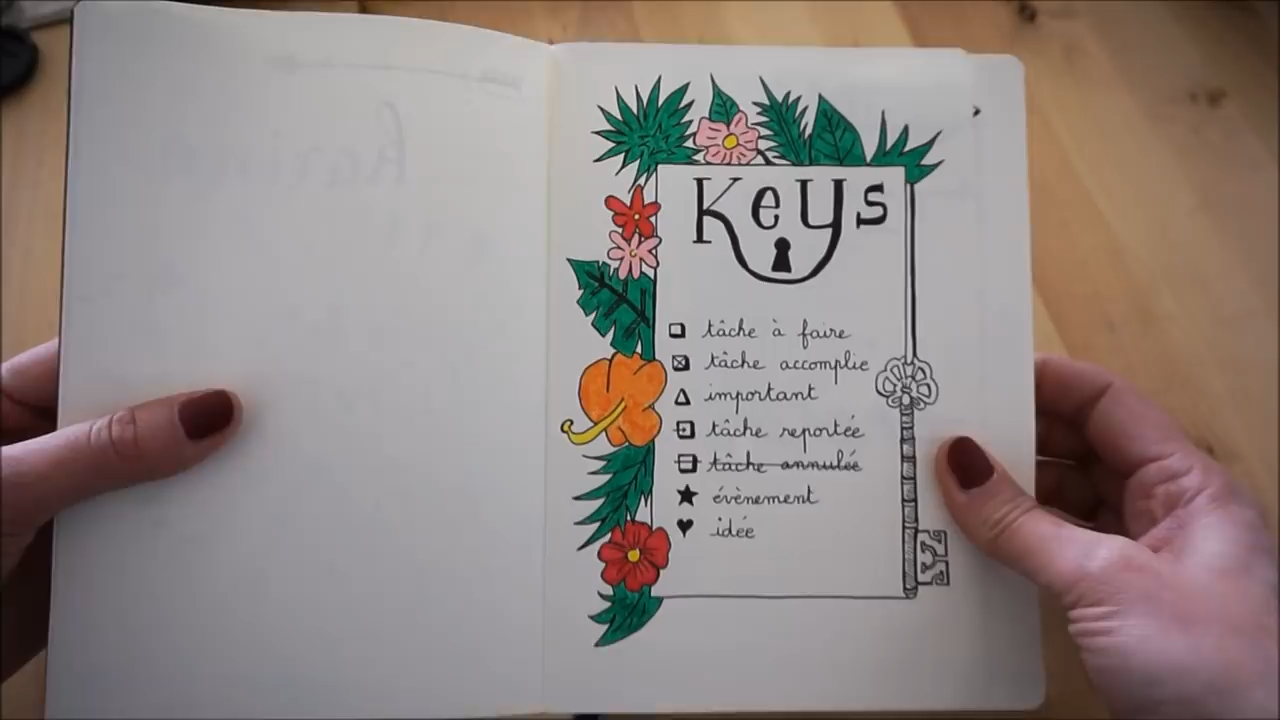 Keys
tâche à faire
tâche accomplie
important
tâche reportée
tâche annulée
évènement
idée